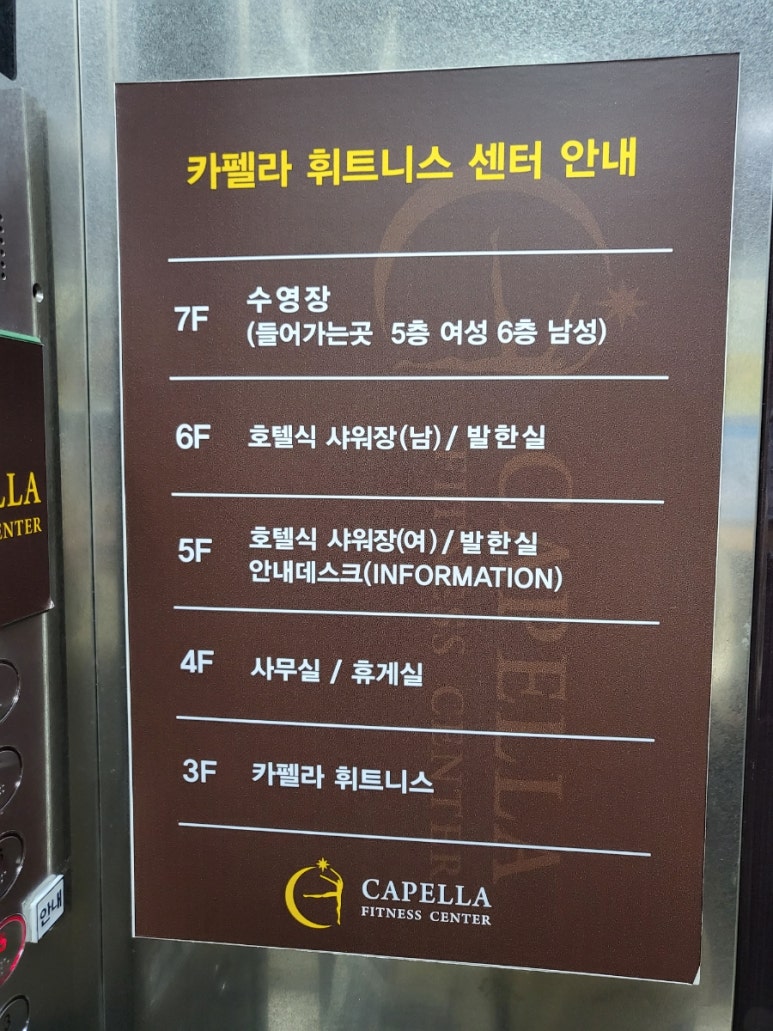 카펠라 휘트니스 센터 안내
7F 수영장
(들어가는곳 5층 여성 6층 남성)
6F 호텔식 샤워장(남) / 발한실
5F 호텔식 샤워장(여) / 발한실
안내데스크(INFORMATION)
4F 사무실 / 휴게실
3F 카펠라 휘트니스
CAPELLA
FITNESS CENTER
CAPELLA
FITNESS CENTER
LLA
ENTER
안내